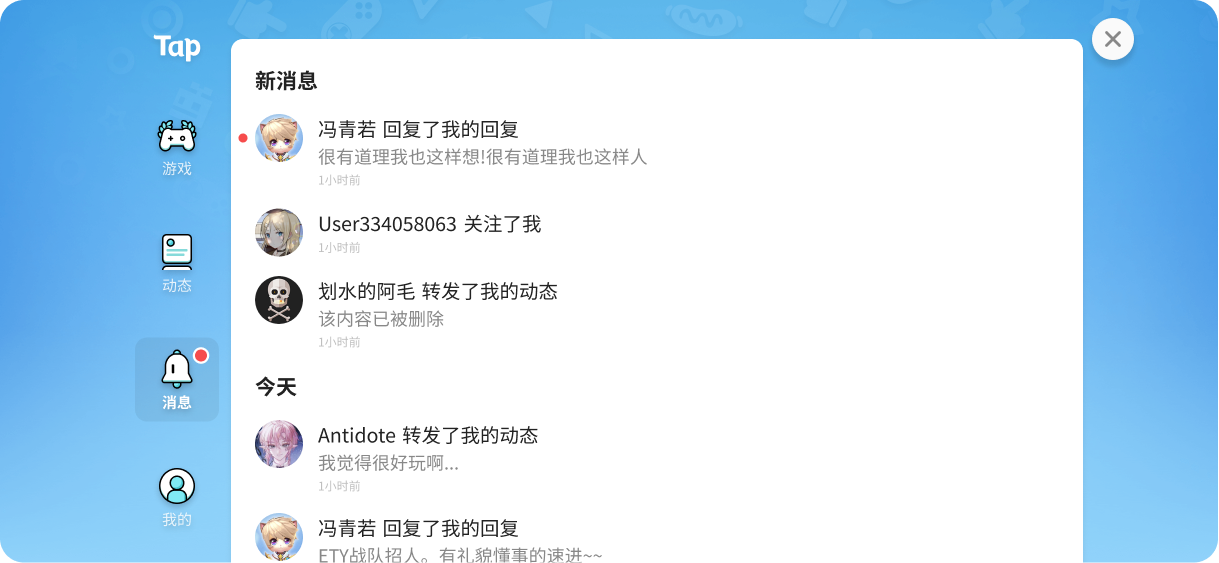 Tap
游戏
动态
消息
我的
新消息
冯青若 回复了我的回复
很有道理我也这样想!很有道理我也这样人
1小时前
User334058063 关注了我
1小时前
划水的阿毛 转发了我的动态
该内容已被删除
1小时前
今天
Antidote 转发了我的动态
我觉得很好玩啊...
1小时前
冯青若 回复了我的回复
ETY战队招人。有礼貌懂事的速进~~